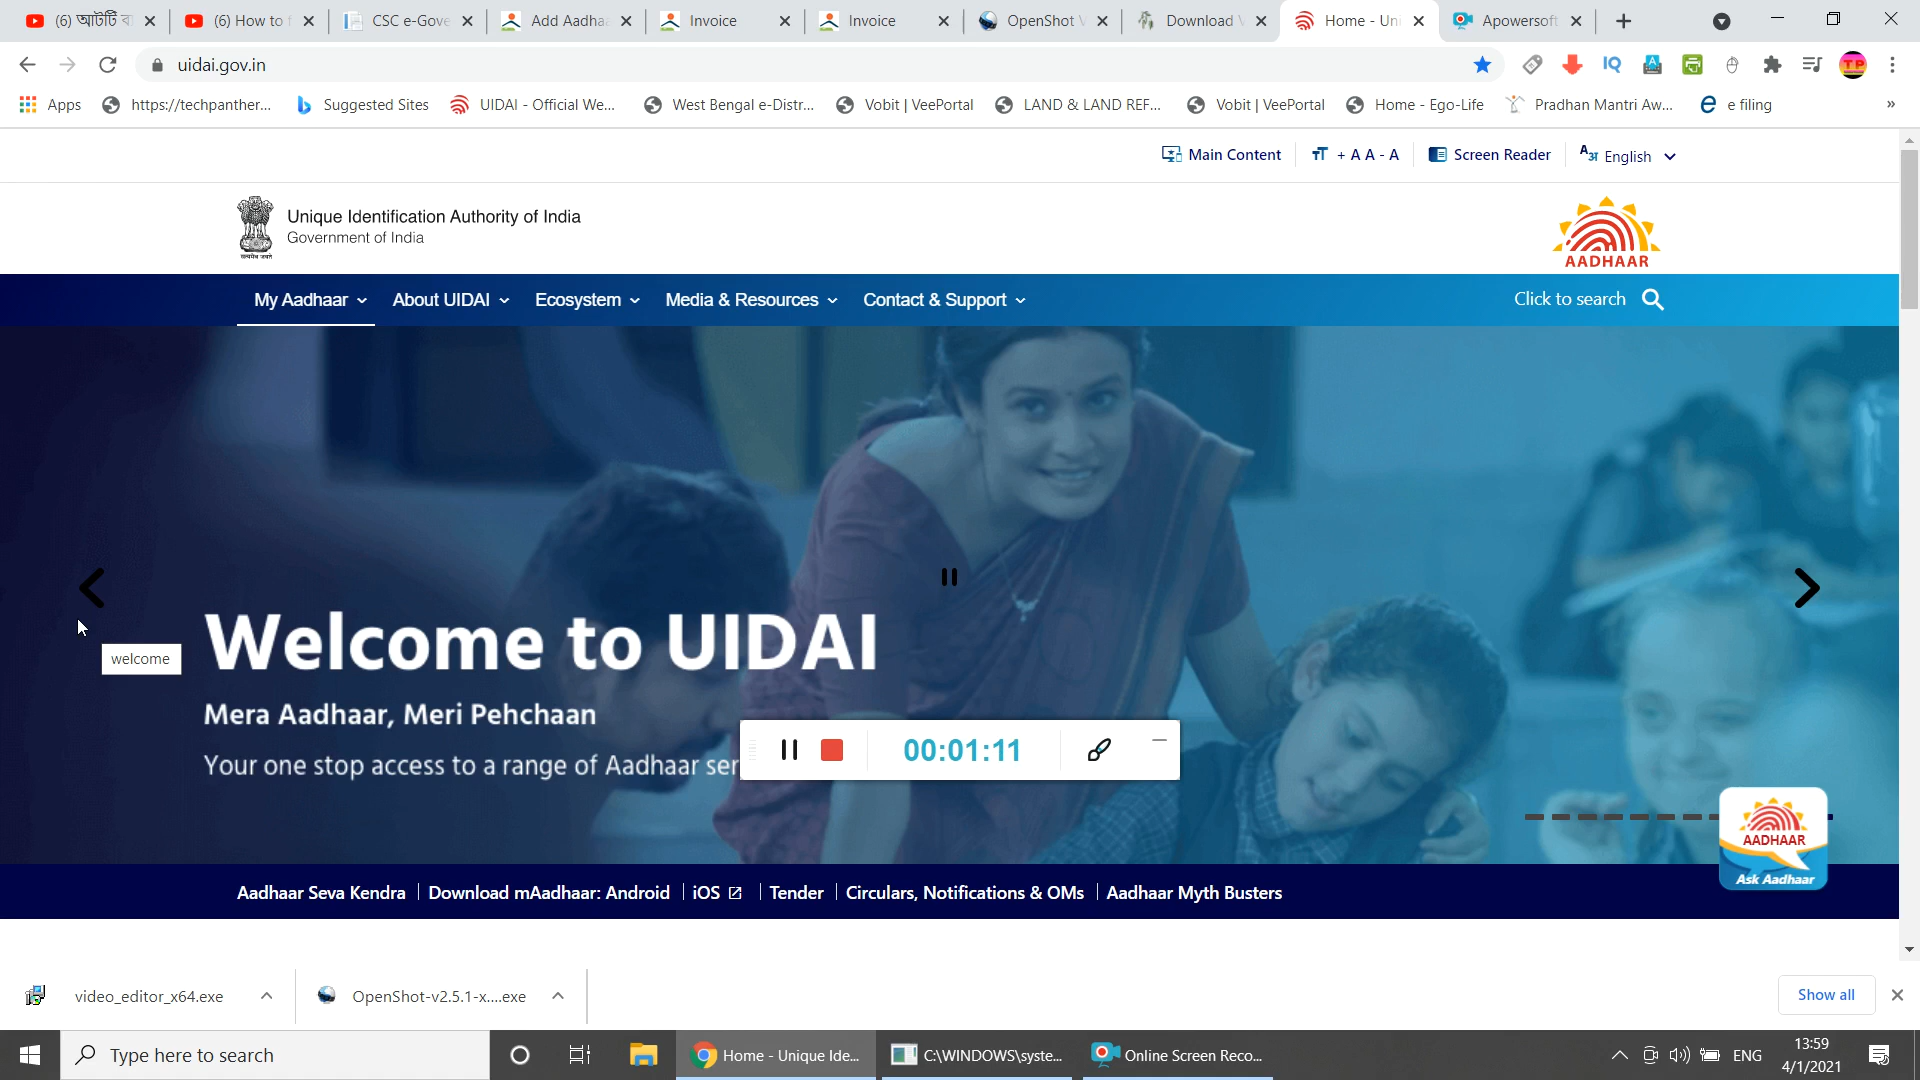 (6) আটটি
(6) How to
CSC e-Gove
Add Aadhaa
Invoice
Invoice
OpenShot V
Download V
Home - Uni
Apowersoft
uidai.gov.in
Apps
https://techpanther...
Suggested Sites
UIDAI - Official We...
West Bengal e-Distr...
Vobit | VeePortal
LAND & LAND REF...
Vobit | VeePortal
Home - Ego-Life
Pradhan Mantri Aw...
e filing
»
Main Content
+ A A - A
Screen Reader
English
Unique Identification Authority of India
Government of India
सत्यमेव जयते
AADHAAR
My Aadhaar
About UIDAI
Ecosystem
Media & Resources
Contact & Support
Click to search
Welcome to UIDAI
welcome
Mera Aadhaar, Meri Pehchaan
Your one stop access to a range of Aadhaar ser
00:01:11
AADHAAR
Ask Aadhaar
Aadhaar Seva Kendra
Download mAadhaar: Android
iOS
Tender
Circulars, Notifications & OMs
Aadhaar Myth Busters
video_editor_x64.exe
OpenShot-v2.5.1-x....exe
Show all
Type here to search
Home - Unique Ide...
C:\WINDOWS\syste...
Online Screen Reco...
ENG
13:59
4/1/2021